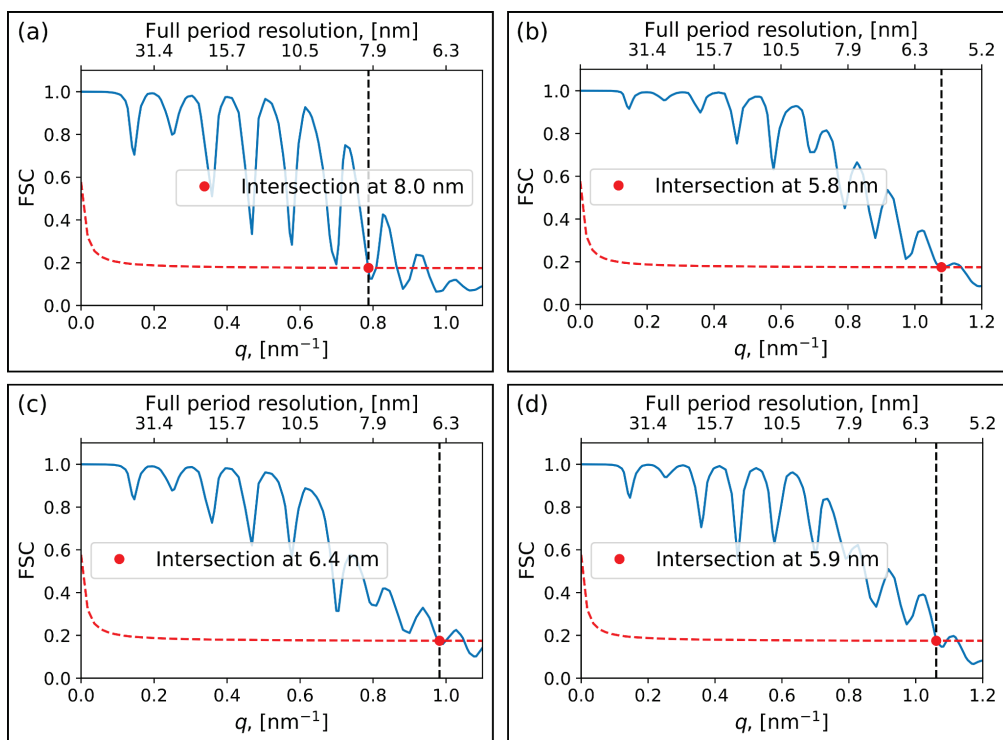 (a)
Full period resolution, [nm]
31.4 15.7 10.5 7.9 6.3
FSC
1.0
0.8
0.6
0.4
0.2
0.0
Intersection at 8.0 nm
0.0 0.2 0.4 0.6 0.8 1.0
q, [nm⁻¹]
(b)
Full period resolution, [nm]
31.4 15.7 10.5 7.9 6.3 5.2
FSC
1.0
0.8
0.6
0.4
0.2
0.0
Intersection at 5.8 nm
0.0 0.2 0.4 0.6 0.8 1.0 1.2
q, [nm⁻¹]
(c)
Full period resolution, [nm]
31.4 15.7 10.5 7.9 6.3
FSC
1.0
0.8
0.6
0.4
0.2
0.0
Intersection at 6.4 nm
0.0 0.2 0.4 0.6 0.8 1.0
q, [nm⁻¹]
(d)
Full period resolution, [nm]
31.4 15.7 10.5 7.9 6.3 5.2
FSC
1.0
0.8
0.6
0.4
0.2
0.0
Intersection at 5.9 nm
0.0 0.2 0.4 0.6 0.8 1.0 1.2
q, [nm⁻¹]